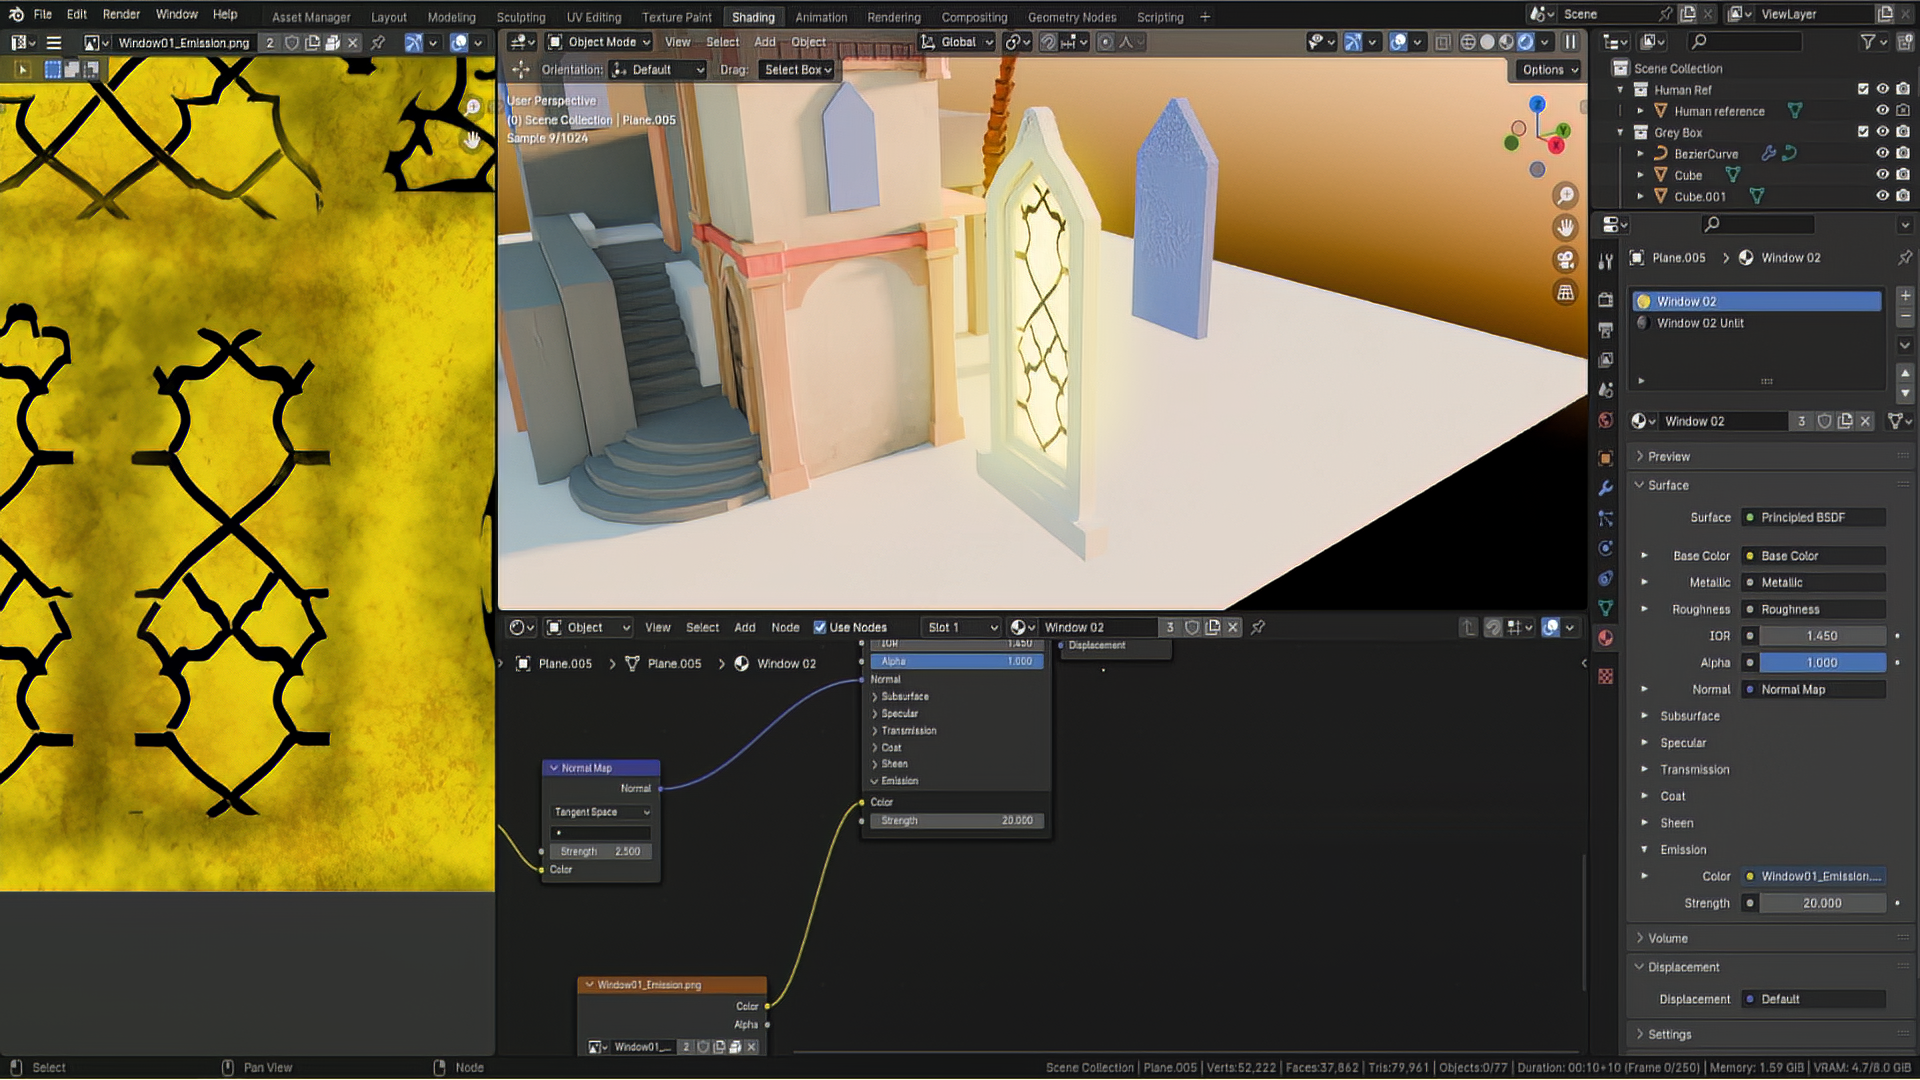 File Edit Render Window Help Asset Manager Layout Modeling Sculpting UV Editing Texture Paint Shading Animation Rendering Compositing Geometry Nodes Scripting + Scene ViewLayer
Window01_Emission.png 2
Object Mode View Select Add Object Global
Orientation: Default Drag: Select Box Options
User Perspective
(0) Scene Collection | Plane.005
Sample 9/1024
Z
Y
X
Scene Collection
Human Ref
Human reference
Grey Box
BezierCurve
Cube
Cube.001
Plane.005 > Window 02
Window 02
Window 02 Unlit
Window 02 3
Preview
Surface
Surface Principled BSDF
Base Color Base Color
Metallic Metallic
Roughness Roughness
IOR 1.450
Alpha 1.000
Normal Normal Map
Subsurface
Specular
Transmission
Coat
Sheen
Emission
Color Window01_Emission....
Strength 20.000
Volume
Displacement
Displacement Default
Settings
Object View Select Add Node Use Nodes Slot 1 Window 02 3
Plane.005 > Plane.005 > Window 02
IOR 1.450
Alpha 1.000
Normal
Subsurface
Specular
Transmission
Coat
Sheen
Emission
Color
Strength 20.000
Displacement
Normal Map
Normal
Tangent Space
Strength 2.500
Color
Window01_Emission.png
Color
Alpha
Window01_... 2
Select Pan View Node Scene Collection | Plane.005 | Verts:52,222 | Faces:37,862 | Tris:79,961 | Objects:0/77 | Duration: 00:10+10 (Frame 0/250) | Memory: 1.59 GiB | VRAM: 4.7/8.0 GiB